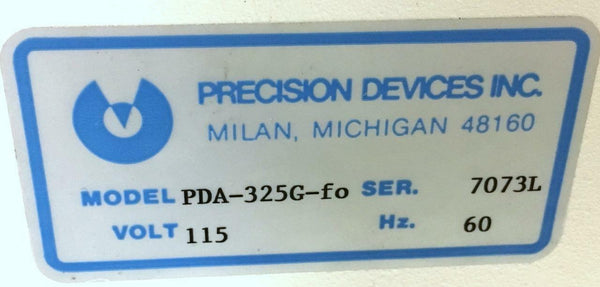 PRECISION DEVICES INC.
MILAN, MICHIGAN 48160
MODEL PDA-325G-fo SER. 7073L
VOLT 115 Hz. 60